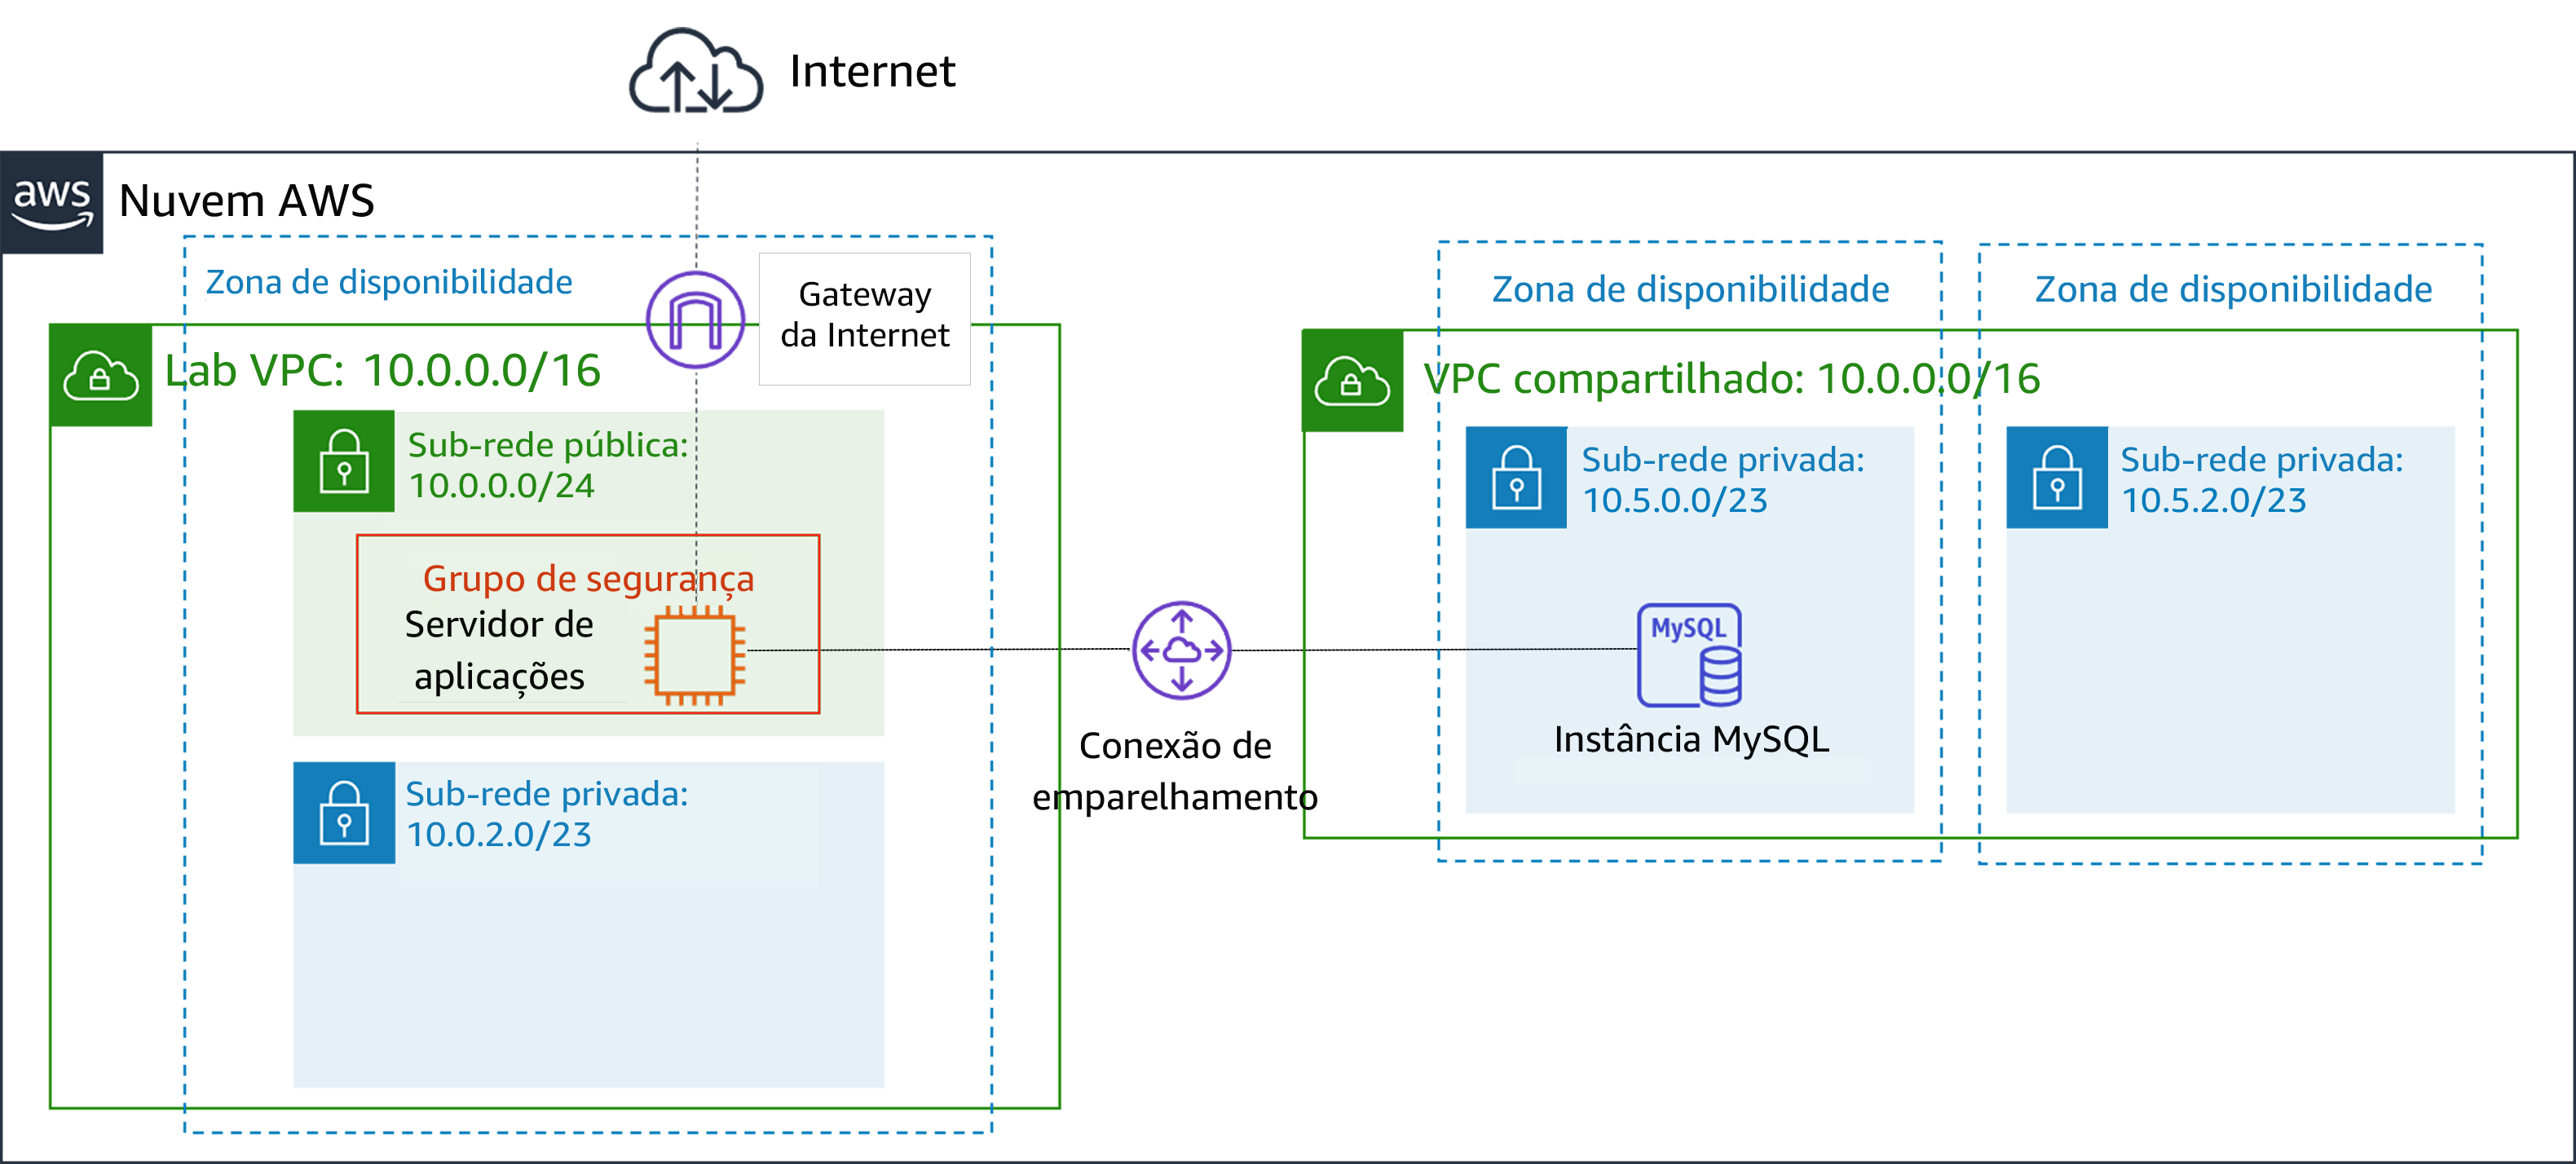 Internet
aws
Nuvem AWS
Zona de disponibilidade
Gateway
da Internet
Lab VPC: 10.0.0.0/16
Sub-rede pública:
10.0.0.0/24
Grupo de segurança
Servidor de
aplicações
Sub-rede privada:
10.0.2.0/23
Conexão de
emparelhamento
Zona de disponibilidade
Zona de disponibilidade
VPC compartilhado: 10.0.0.0/16
Sub-rede privada:
10.5.0.0/23
MySQL
Instância MySQL
Sub-rede privada:
10.5.2.0/23